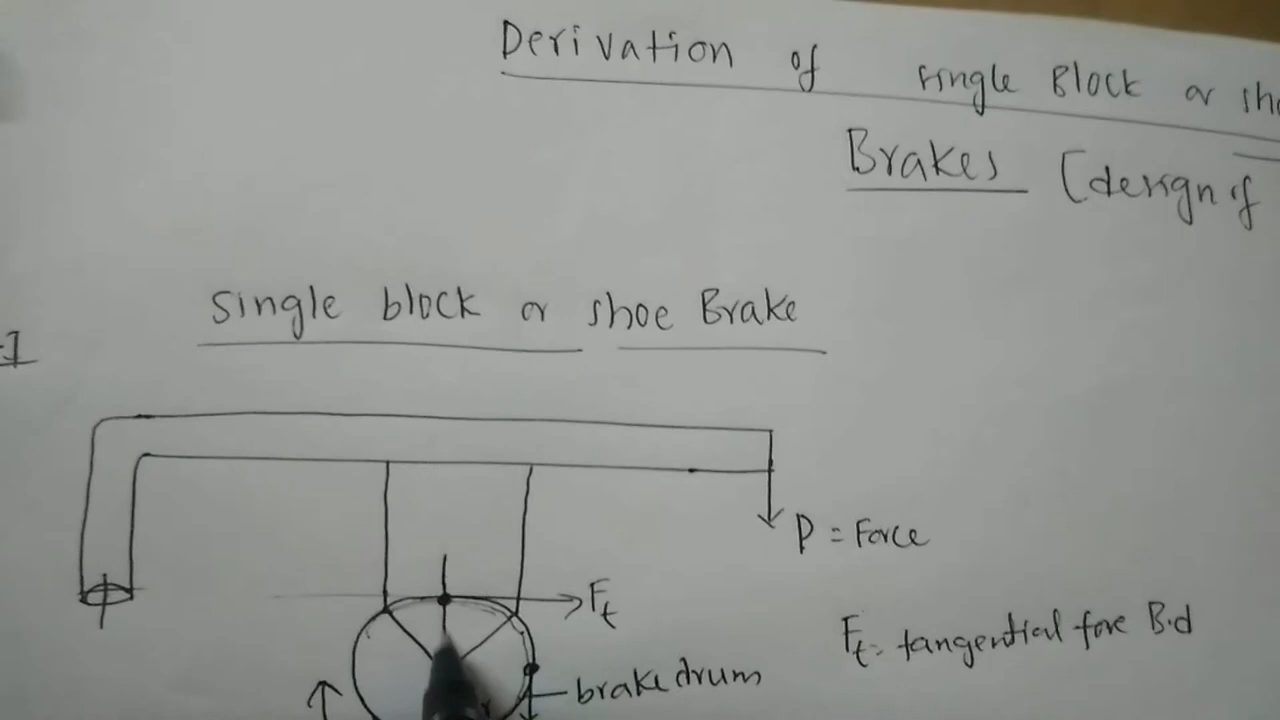 Derivation of single Block or sho
Brakes (design of
Single block or shoe Brake
P = Force
Ft
Ft = tangential force B.d
brake drum
r